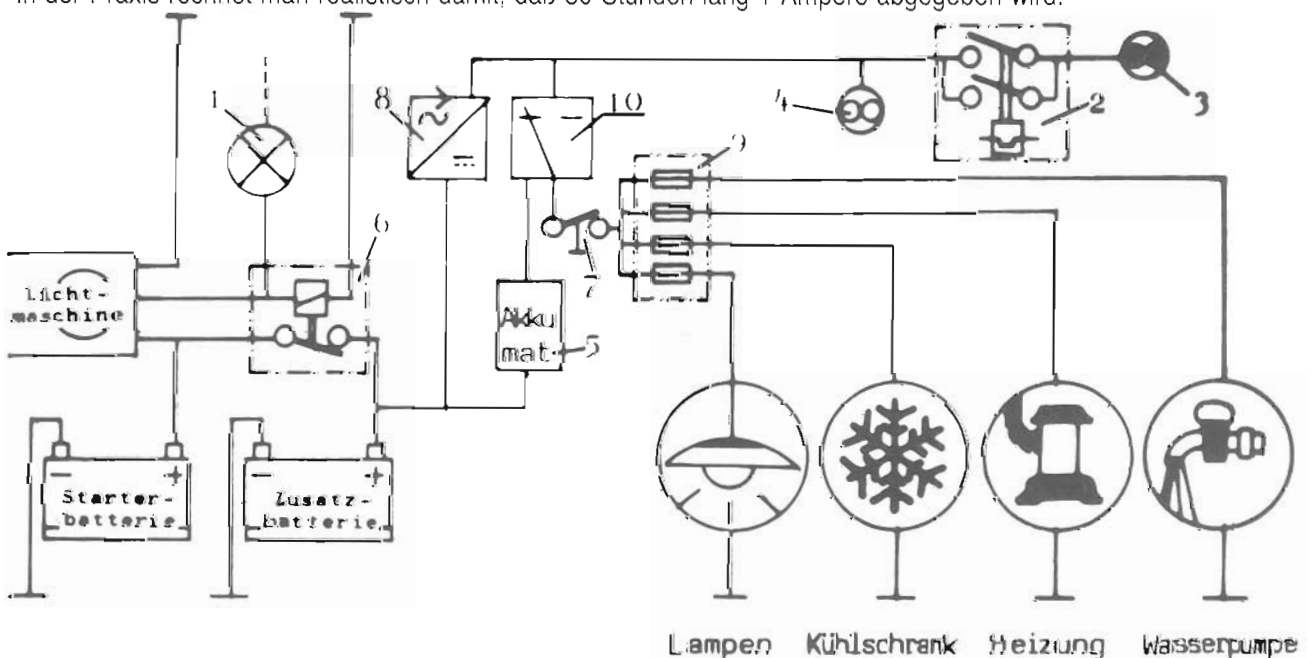 In der Praxis rechnet man realistisch damit, daß 80 Stunden lang 1 Ampere abgegeben wird.
1
8
10
4
2
3
9
6
7
Licht-
maschine
Akku
mat
5
Starter-
batterie
Zusatz-
batterie
Lampen Kühlschrank Heizung Wasserpumpe